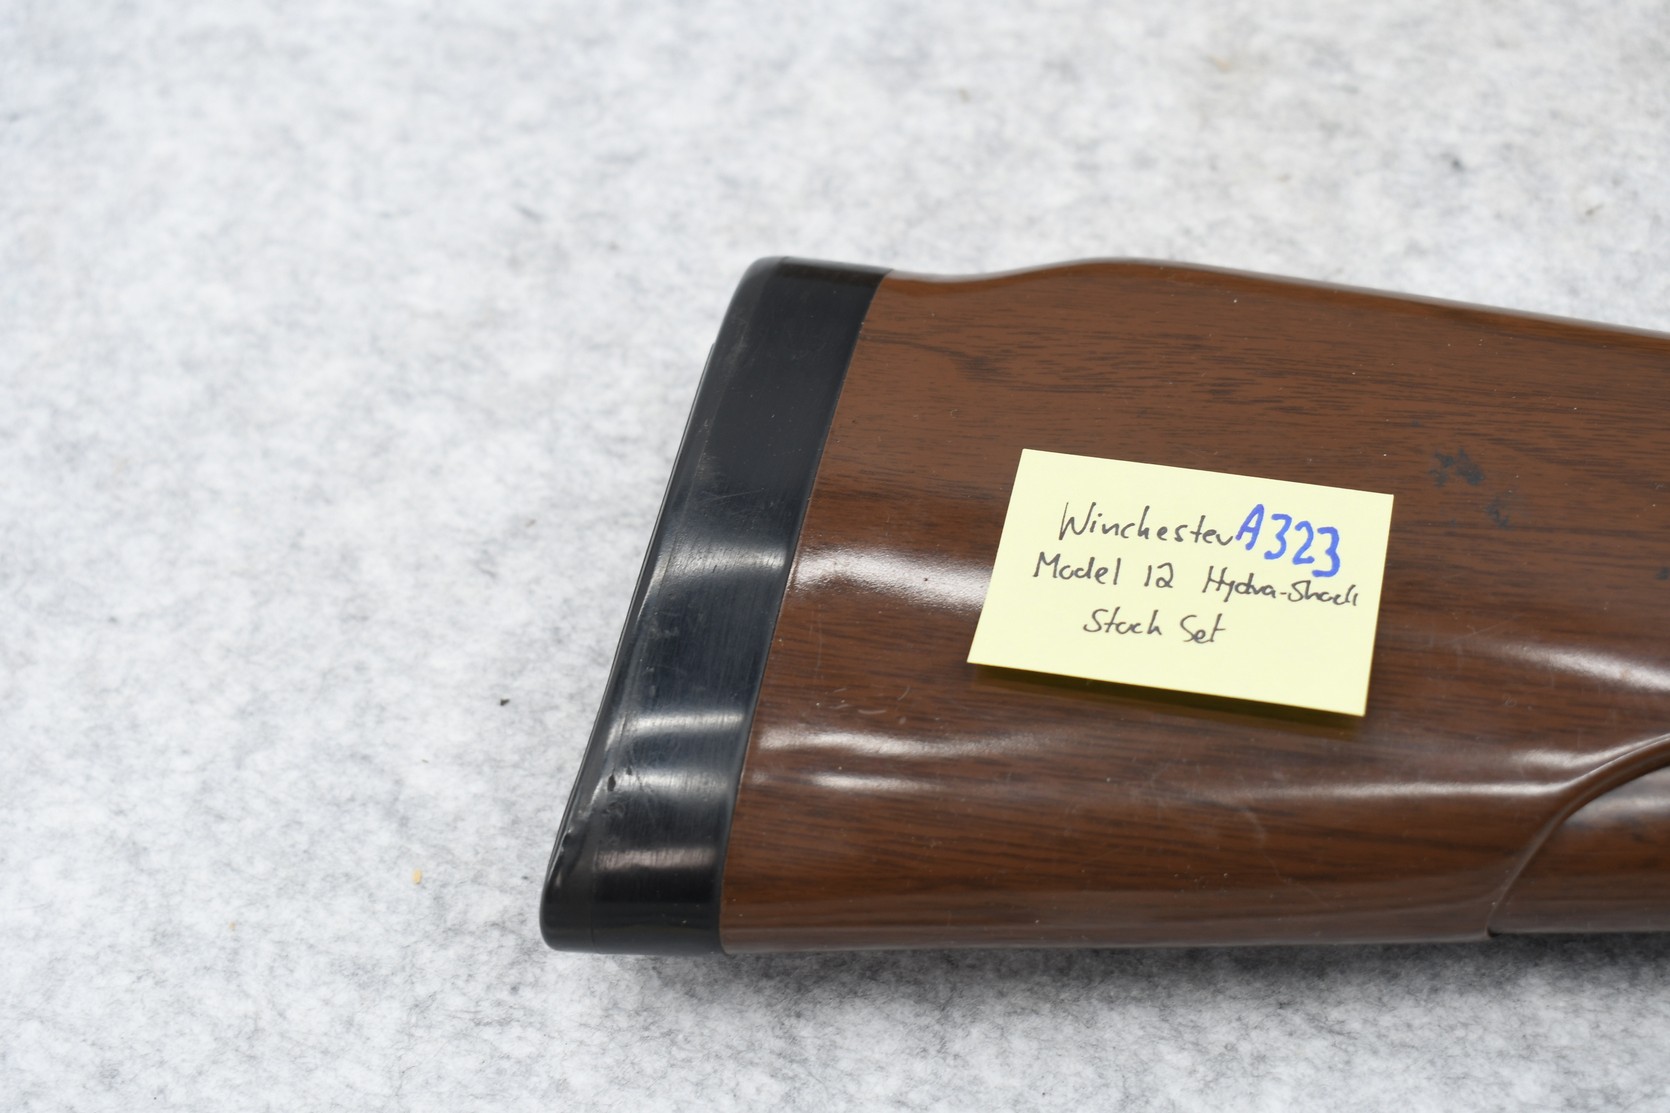 Winchester A323
Model 12 Hydra-Shock
Stock Set